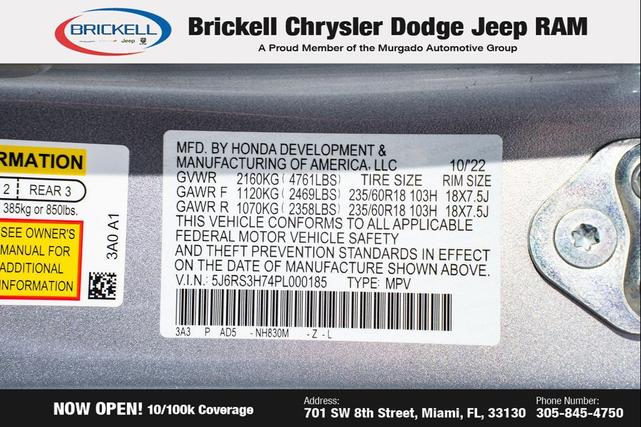 BRICKELL
Jeep
Brickell Chrysler Dodge Jeep RAM
A Proud Member of the Murgado Automotive Group
RMATION
2 REAR 3
385kg or 850lbs.
SEE OWNER'S
MANUAL FOR
ADDITIONAL
INFORMATION
3A0 A1
MFD. BY HONDA DEVELOPMENT &
MANUFACTURING OF AMERICA, LLC 10/22
GVWR 2160KG ( 4761LBS) TIRE SIZE RIM SIZE
GAWR F 1120KG ( 2469LBS) 235/60R18 103H 18X7.5J
GAWR R 1070KG ( 2358LBS) 235/60R18 103H 18X7.5J
THIS VEHICLE CONFORMS TO ALL APPLICABLE
FEDERAL MOTOR VEHICLE SAFETY
AND THEFT PREVENTION STANDARDS IN EFFECT
ON THE DATE OF MANUFACTURE SHOWN ABOVE.
V.I.N.: 5J6RS3H74PL000185 TYPE: MPV
3A3 P AD5 - NH830M - Z - L
NOW OPEN! 10/100k Coverage
Address:
701 SW 8th Street, Miami, FL, 33130
Phone Number:
305-845-4750